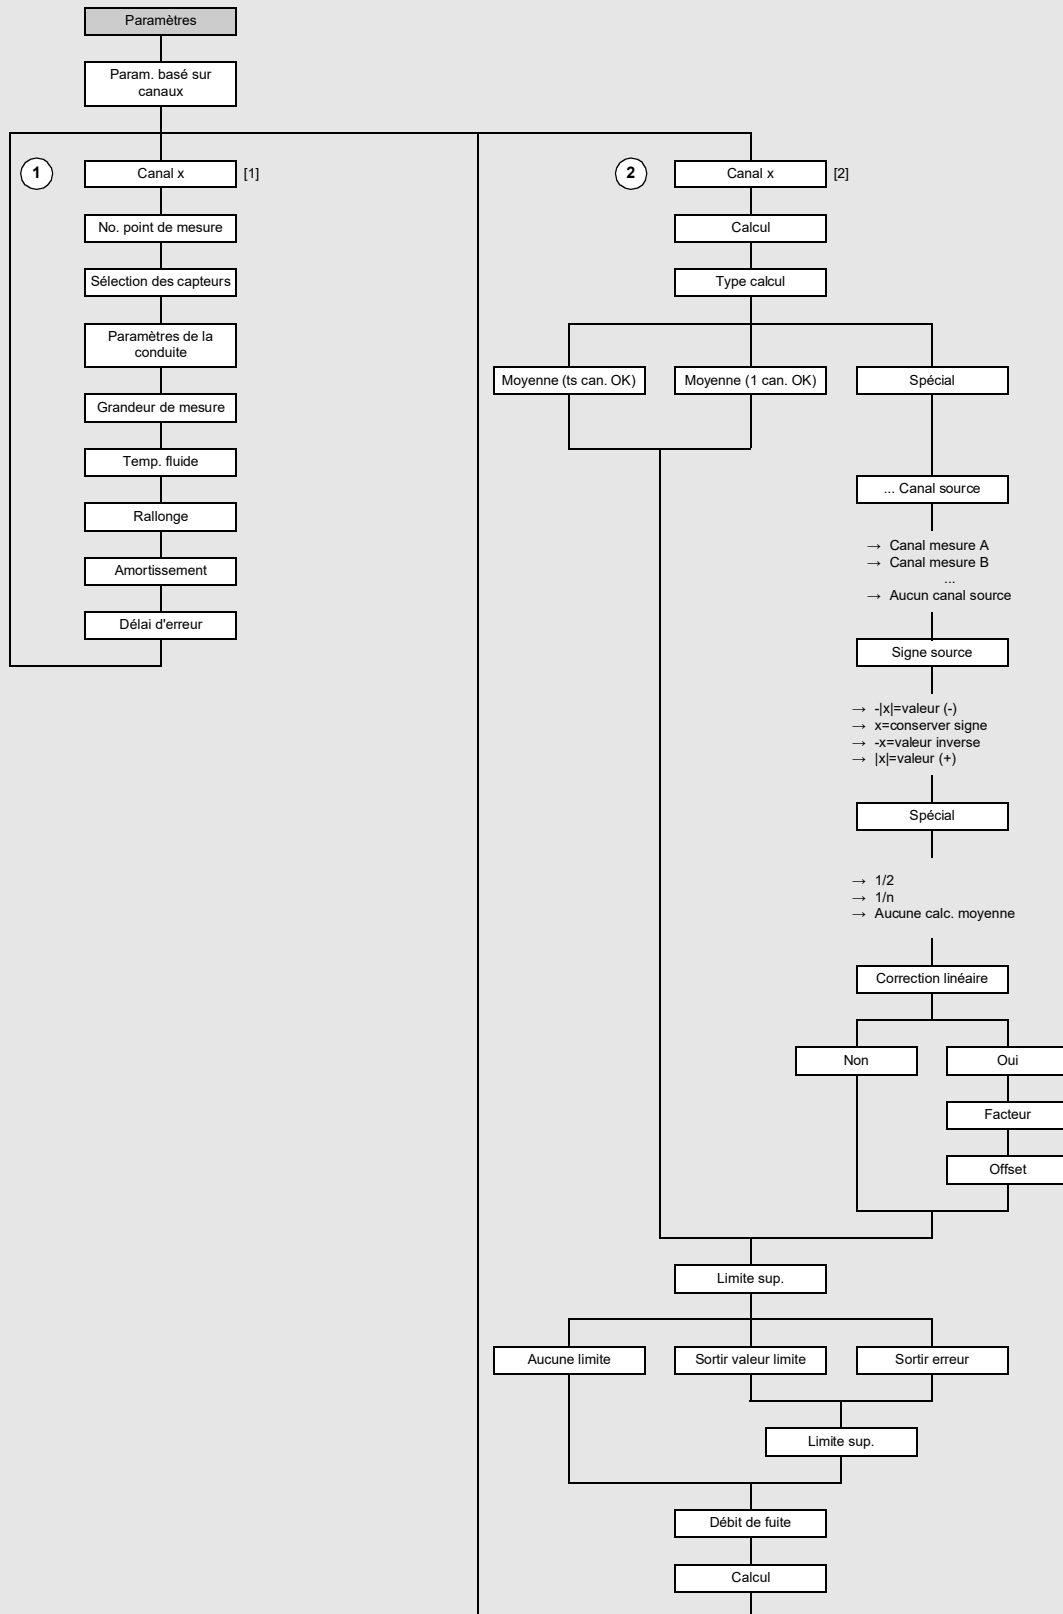 Paramètres
Param. basé sur
canaux
1
Canal x
[1]
No. point de mesure
Sélection des capteurs
Paramètres de la
conduite
Grandeur de mesure
Temp. fluide
Rallonge
Amortissement
Délai d'erreur
2
Canal x
[2]
Calcul
Type calcul
Moyenne (ts can. OK)
Moyenne (1 can. OK)
Spécial
... Canal source
→ Canal mesure A
→ Canal mesure B
...
→ Aucun canal source
Signe source
→ -|x|=valeur (-)
→ x=conserver signe
→ -x=valeur inverse
→ |x|=valeur (+)
Spécial
→ 1/2
→ 1/n
→ Aucune calc. moyenne
Correction linéaire
Non
Oui
Facteur
Offset
Limite sup.
Aucune limite
Sortir valeur limite
Sortir erreur
Limite sup.
Débit de fuite
Calcul